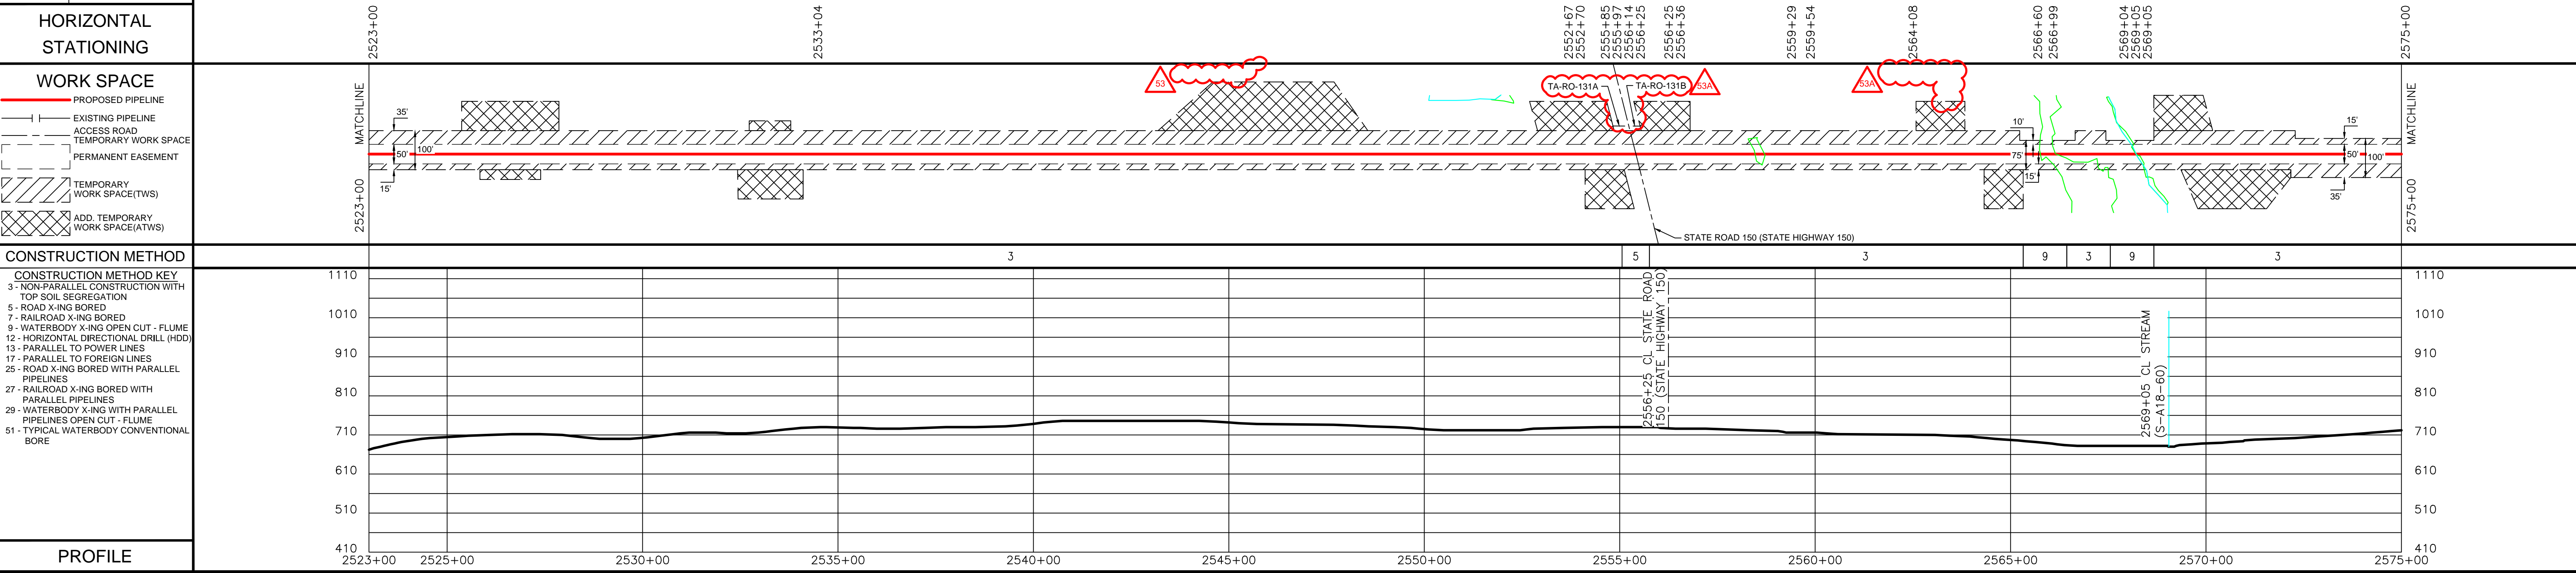 HORIZONTAL
STATIONING
2523+00
2533+04
2552+67
2552+70
2555+85
2555+97
2556+14
2556+25
2556+25
2556+36
2559+29
2559+54
2564+08
2566+60
2566+99
2569+04
2569+05
2569+05
2575+00
WORK SPACE
PROPOSED PIPELINE
EXISTING PIPELINE
ACCESS ROAD
TEMPORARY WORK SPACE
PERMANENT EASEMENT
TEMPORARY
WORK SPACE(TWS)
ADD. TEMPORARY
WORK SPACE(ATWS)
MATCHLINE
2523+00
35'
50'
100'
15'
53
TA-RO-131A
TA-RO-131B
53A
53A
STATE ROAD 150 (STATE HIGHWAY 150)
10'
75'
15'
15'
50'
100'
35'
MATCHLINE
2575+00
CONSTRUCTION METHOD
3
5
3
9
3
9
3
CONSTRUCTION METHOD KEY
3 - NON-PARALLEL CONSTRUCTION WITH
TOP SOIL SEGREGATION
5 - ROAD X-ING BORED
7 - RAILROAD X-ING BORED
9 - WATERBODY X-ING OPEN CUT - FLUME
12 - HORIZONTAL DIRECTIONAL DRILL (HDD)
13 - PARALLEL TO POWER LINES
17 - PARALLEL TO FOREIGN LINES
25 - ROAD X-ING BORED WITH PARALLEL
PIPELINES
27 - RAILROAD X-ING BORED WITH
PARALLEL PIPELINES
29 - WATERBODY X-ING WITH PARALLEL
PIPELINES OPEN CUT - FLUME
51 - TYPICAL WATERBODY CONVENTIONAL
BORE
1110
1010
910
810
710
610
510
410
2556+25 CL STATE ROAD
150 (STATE HIGHWAY 150)
2569+05 CL STREAM
(S-A18-60)
1110
1010
910
810
710
610
510
410
PROFILE
2523+00
2525+00
2530+00
2535+00
2540+00
2545+00
2550+00
2555+00
2560+00
2565+00
2570+00
2575+00